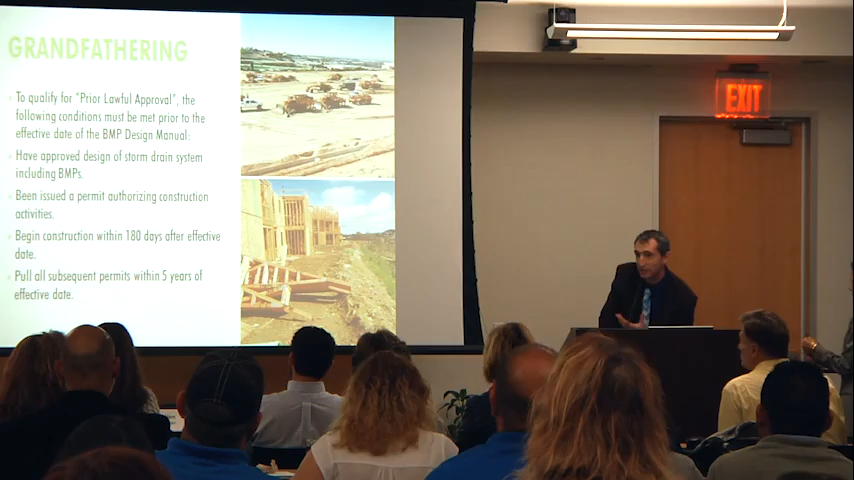 GRANDFATHERING
To qualify for "Prior Lawful Approval", the
following conditions must be met prior to the
effective date of the BMP Design Manual:
Have approved design of storm drain system
including BMPs.
Been issued a permit authorizing construction
activities.
Begin construction within 180 days after effective
date.
Pull all subsequent permits within 5 years of
effective date.
EXIT